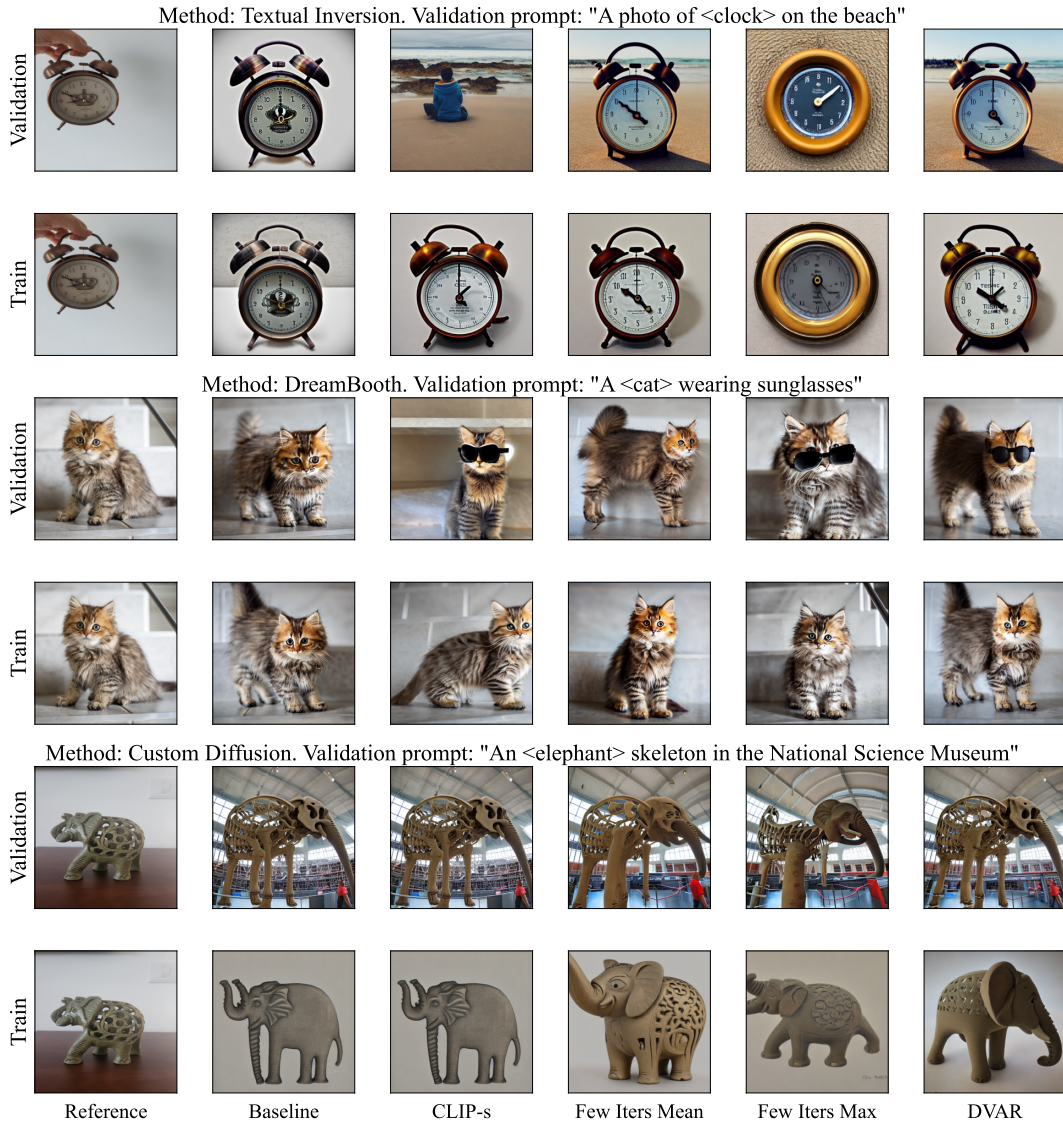 Method: Textual Inversion. Validation prompt: "A photo of <clock> on the beach"
Validation
Train
Method: DreamBooth. Validation prompt: "A <cat> wearing sunglasses"
Validation
Train
Method: Custom Diffusion. Validation prompt: "An <elephant> skeleton in the National Science Museum"
Validation
Train
Reference Baseline CLIP-s Few Iters Mean Few Iters Max DVAR